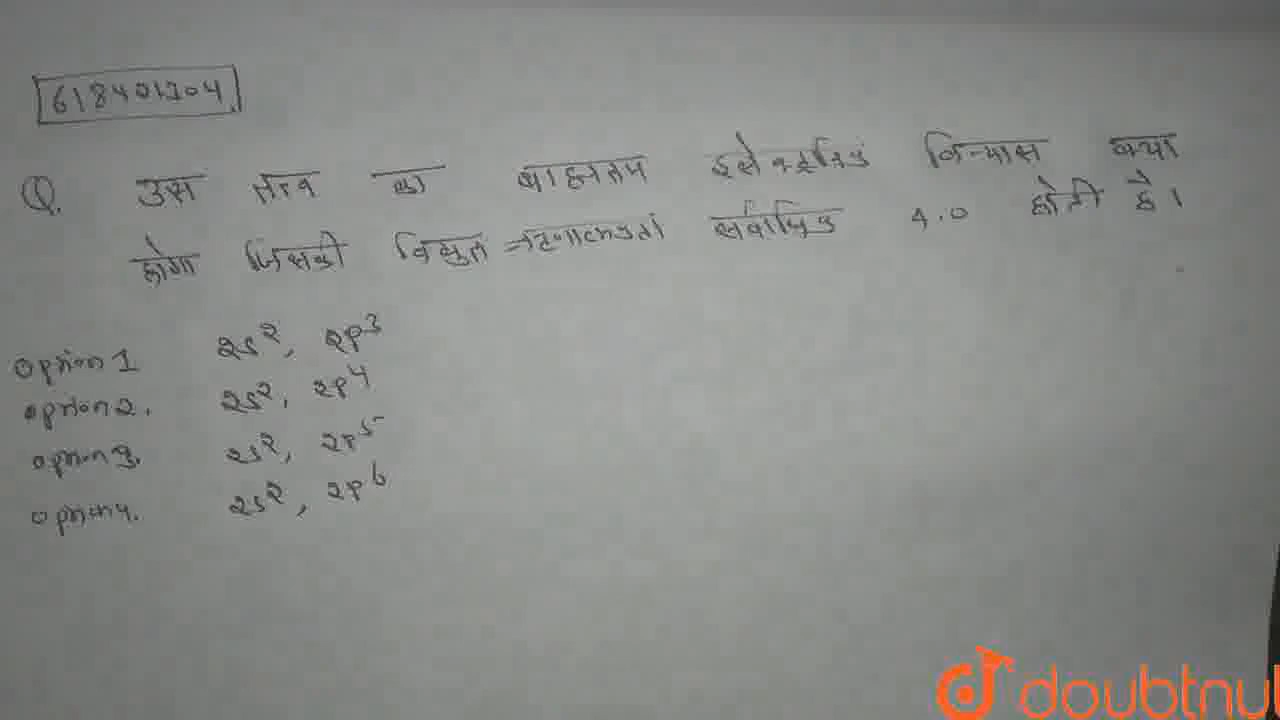 618421204
Q. उस तत्व का बाह्यतम इलेक्ट्रॉनिक विन्यास क्या
होगा जिसकी विद्युत ऋणात्मकता सर्वाधिक 4.0 होती है।
option 1 2s², 2p³
option 2. 2s², 2p⁴
option 3. 2s², 2p⁵
option 4. 2s², 2p⁶
doubtnut